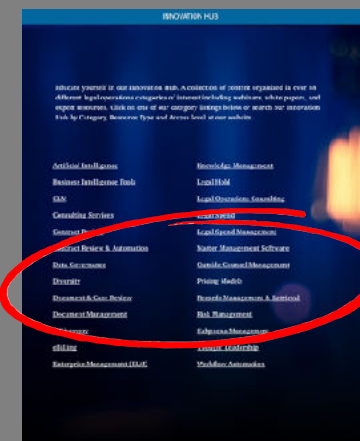 INNOVATION HUB
Educate yourself in our Innovation Hub. A collection of content organized in over 30
different legal operations categories of interest including webinars, white papers, and
expert resources. Click on one of our category listings below or search our Innovation
Hub by Category, Resource Type and Access Level at our website.
Artificial Intelligence
Knowledge Management
Business Intelligence Tools
Legal Hold
CLM
Legal Operations Consulting
Consulting Services
Legal Spend
Contract
Legal Spend Management
Contract Review & Automation
Matter Management Software
Data Governance
Outside Counsel Management
Diversity
Pricing Models
Document & Case Review
Records Management & Retrieval
Document Management
Risk Management
Subpoena Management
eBilling
Thought Leadership
Enterprise Management (ELM)
Workflow Automation